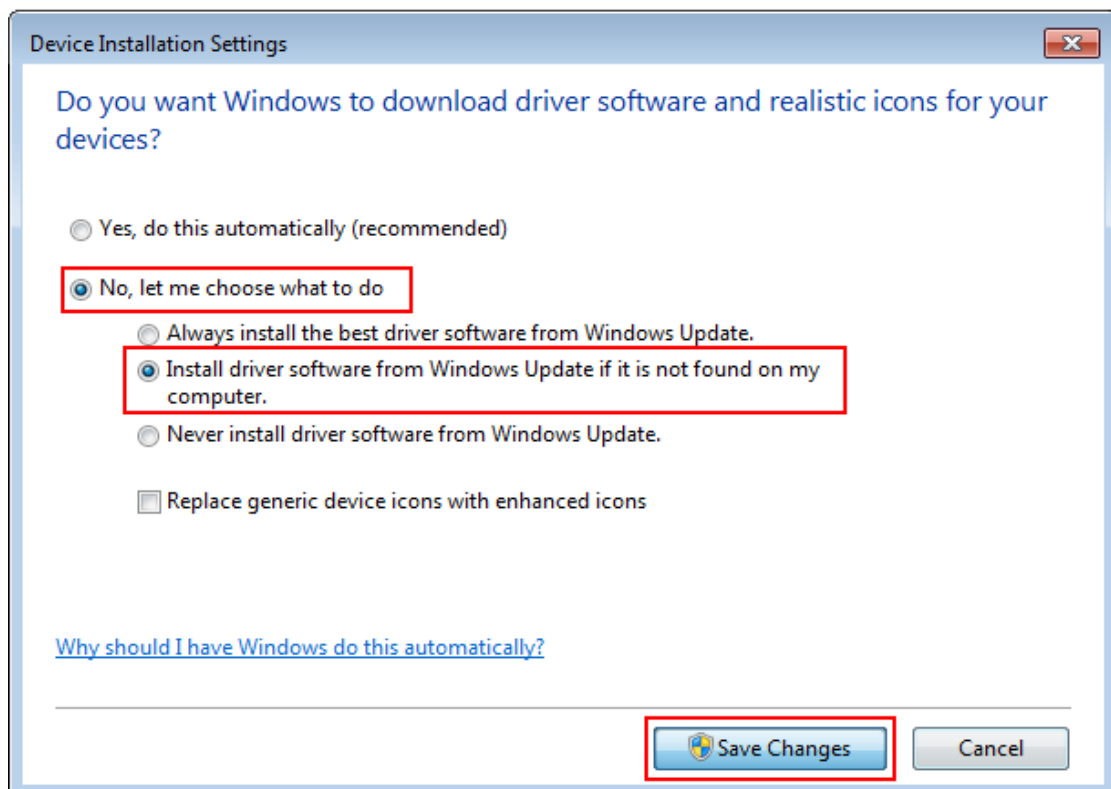 Device Installation Settings
Do you want Windows to download driver software and realistic icons for your
devices?
Yes, do this automatically (recommended)
No, let me choose what to do
Always install the best driver software from Windows Update.
Install driver software from Windows Update if it is not found on my
computer.
Never install driver software from Windows Update.
Replace generic device icons with enhanced icons
Why should I have Windows do this automatically?
Save Changes
Cancel